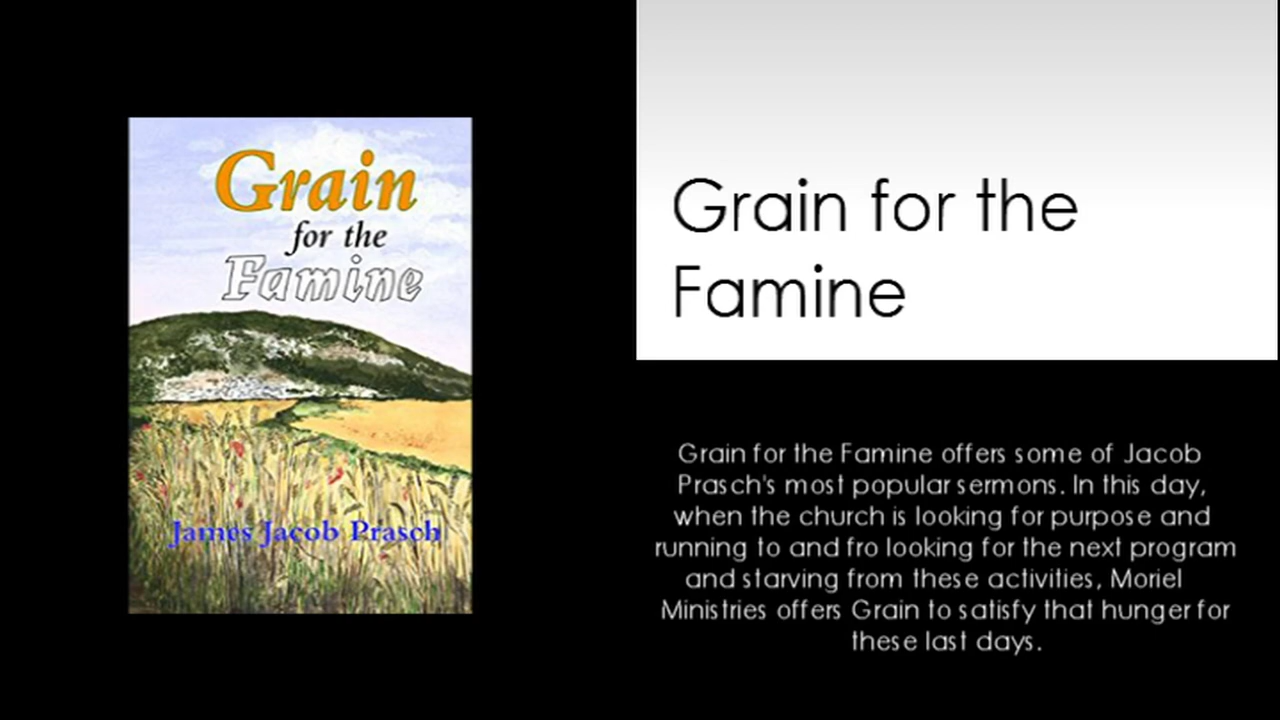 Grain
for the
Famine
James Jacob Prasch
Grain for the
Famine
Grain for the Famine offers some of Jacob
Prasch's most popular sermons. In this day,
when the church is looking for purpose and
running to and fro looking for the next program
and starving from these activities, Moriel
Ministries offers Grain to satisfy that hunger for
these last days.